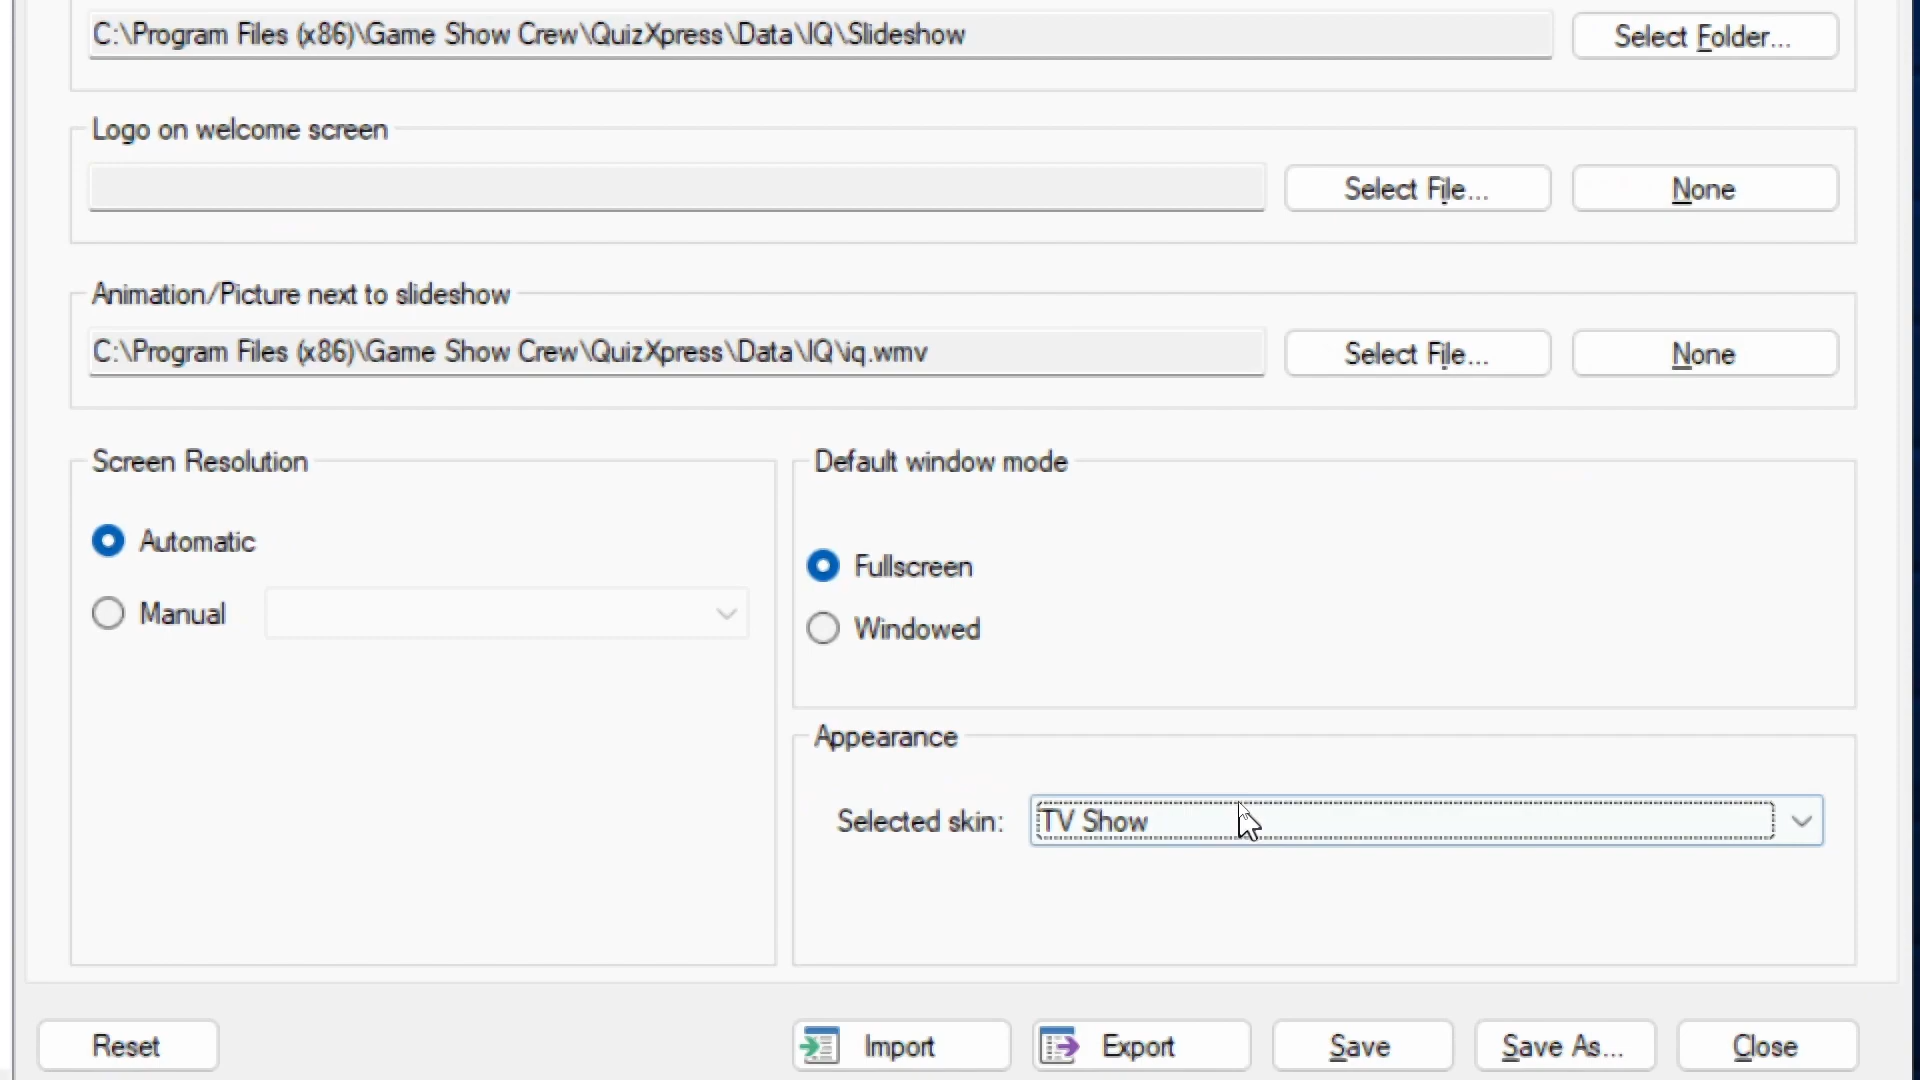 C:\Program Files (x86)\Game Show Crew\QuizXpress\Data\IQ\Slideshow
Select Folder...
Logo on welcome screen
Select File...
None
Animation/Picture next to slideshow
C:\Program Files (x86)\Game Show Crew\QuizXpress\Data\IQ\iq.wmv
Select File...
None
Screen Resolution
Automatic
Manual
Default window mode
Fullscreen
Windowed
Appearance
Selected skin:
TV Show
Reset
Import
Export
Save
Save As...
Close